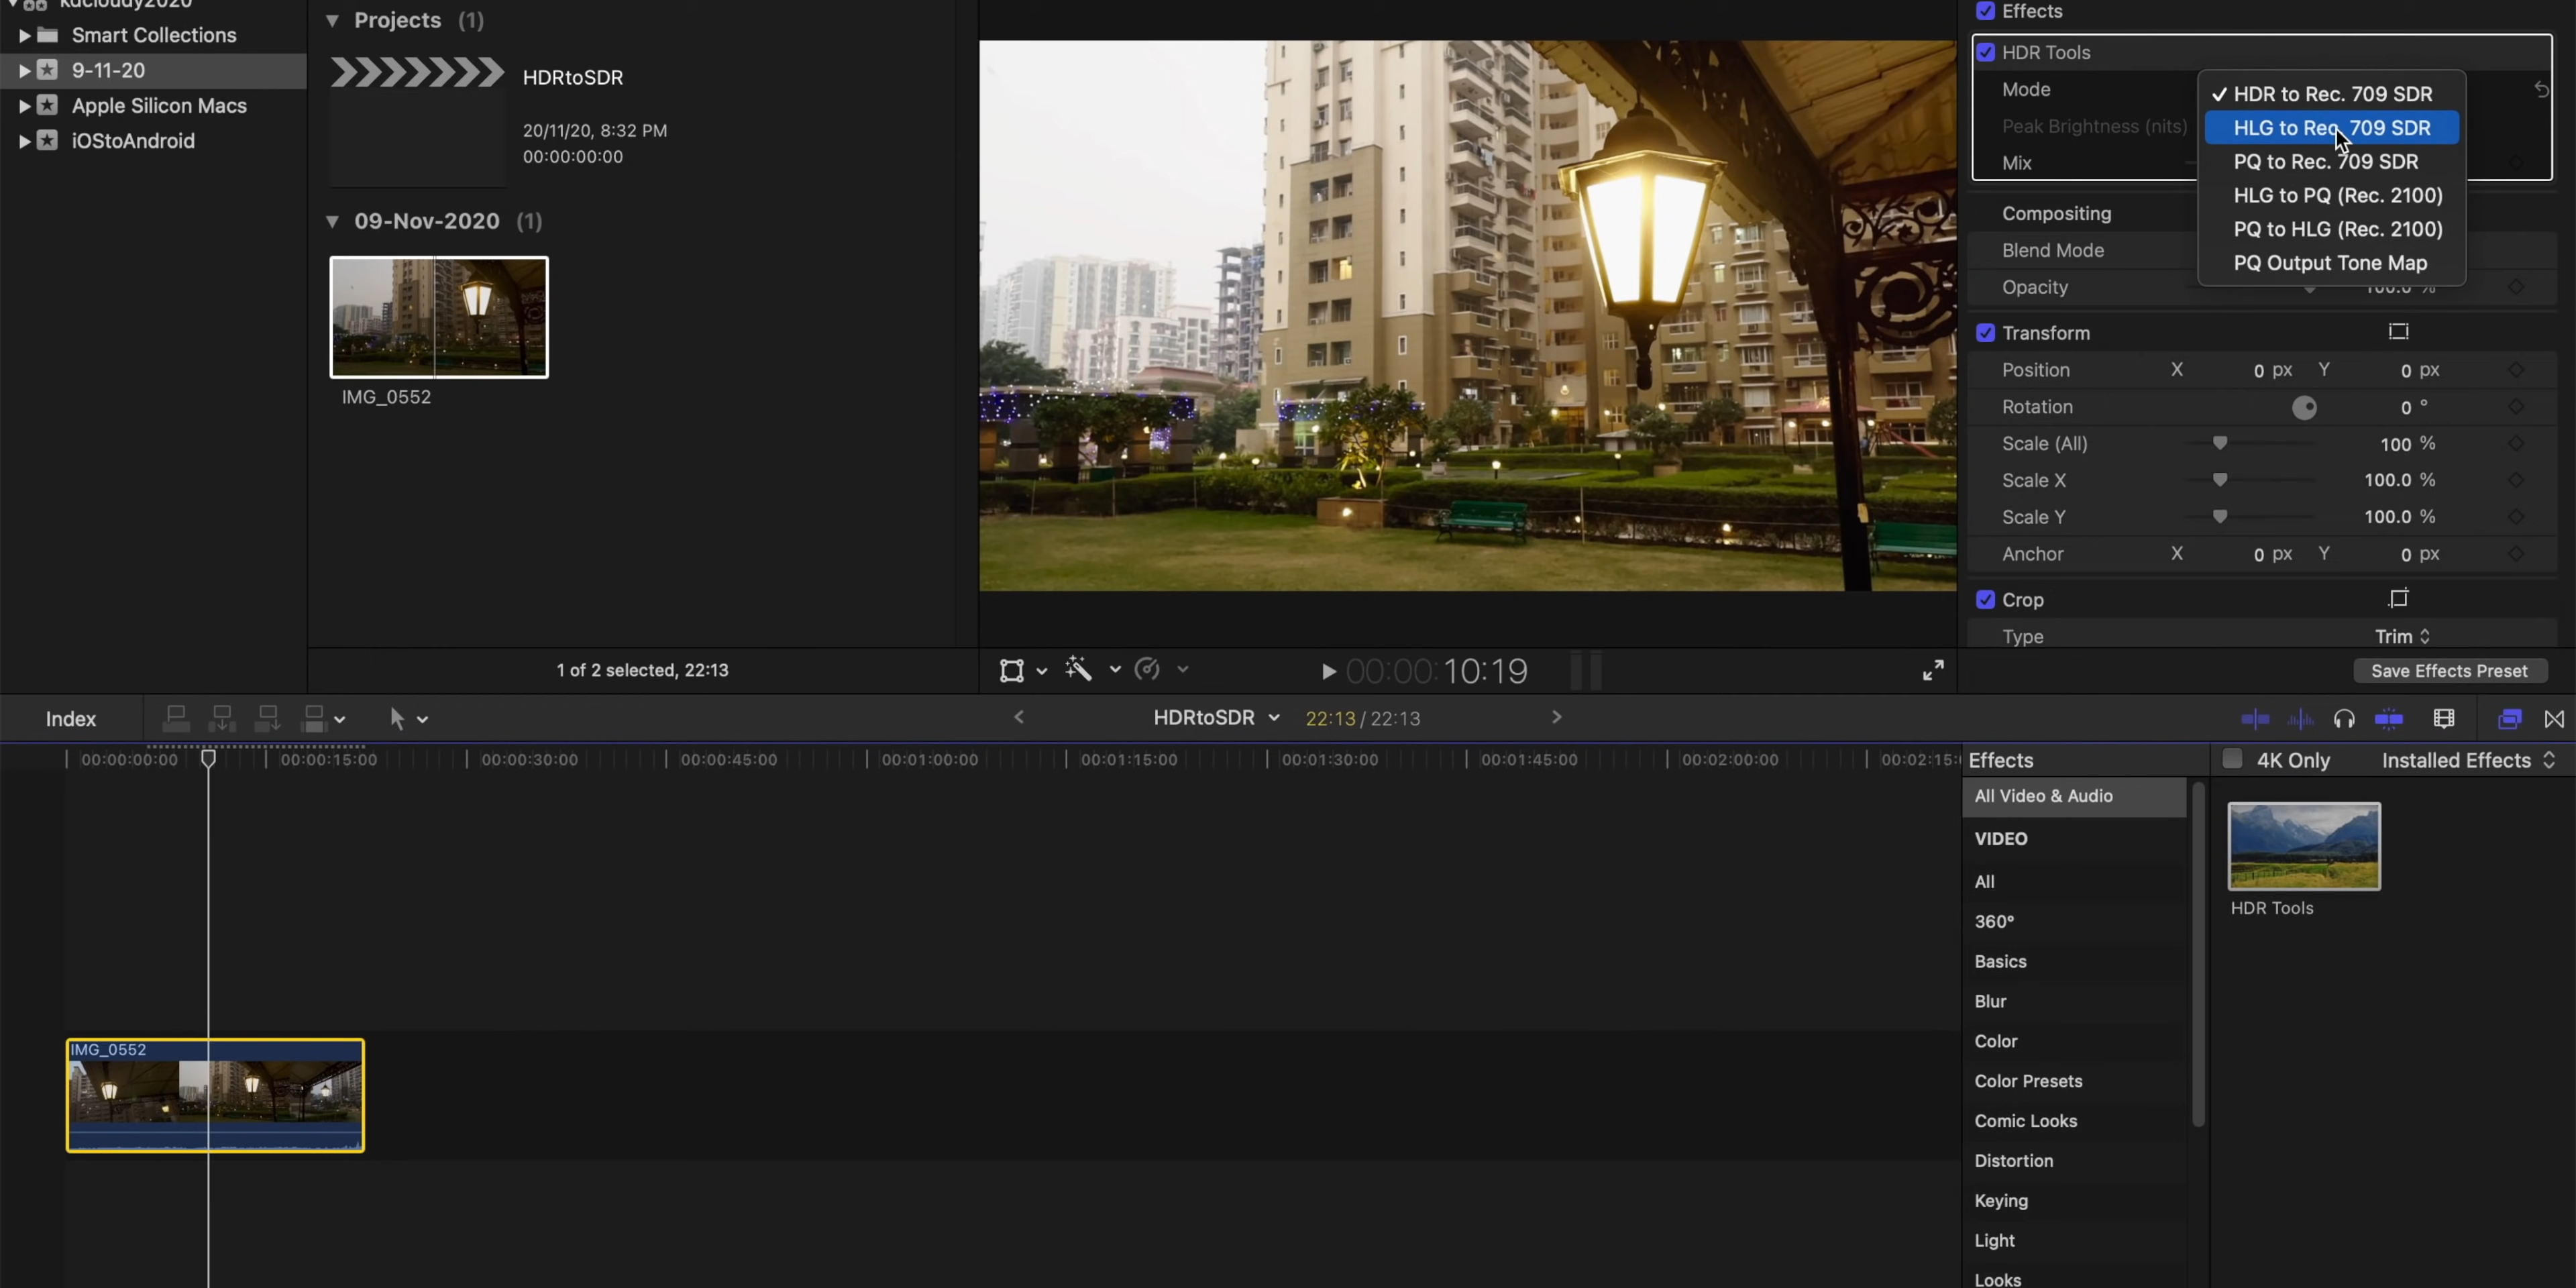 kdcloudy2020
Smart Collections
9-11-20
Apple Silicon Macs
iOStoAndroid
Projects (1)
HDRtoSDR
20/11/20, 8:32 PM
00:00:00:00
09-Nov-2020 (1)
IMG_0552
1 of 2 selected, 22:13
00:00:10:19
Effects
HDR Tools
Mode
Peak Brightness (nits)
Mix
✓ HDR to Rec. 709 SDR
HLG to Rec. 709 SDR
PQ to Rec. 709 SDR
HLG to PQ (Rec. 2100)
PQ to HLG (Rec. 2100)
PQ Output Tone Map
Compositing
Blend Mode
Opacity 100.0 %
Transform
Position X 0 px Y 0 px
Rotation 0 °
Scale (All) 100 %
Scale X 100.0 %
Scale Y 100.0 %
Anchor X 0 px Y 0 px
Crop
Type Trim
Save Effects Preset
Index
HDRtoSDR 22:13 / 22:13
00:00:00:00 00:00:15:00 00:00:30:00 00:00:45:00 00:01:00:00 00:01:15:00 00:01:30:00 00:01:45:00 00:02:00:00 00:02:15:
IMG_0552
Effects 4K Only Installed Effects
All Video & Audio
VIDEO
All
360°
Basics
Blur
Color
Color Presets
Comic Looks
Distortion
Keying
Light
Looks
HDR Tools